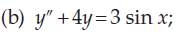 (b) y″ + 4y = 3 sin x;